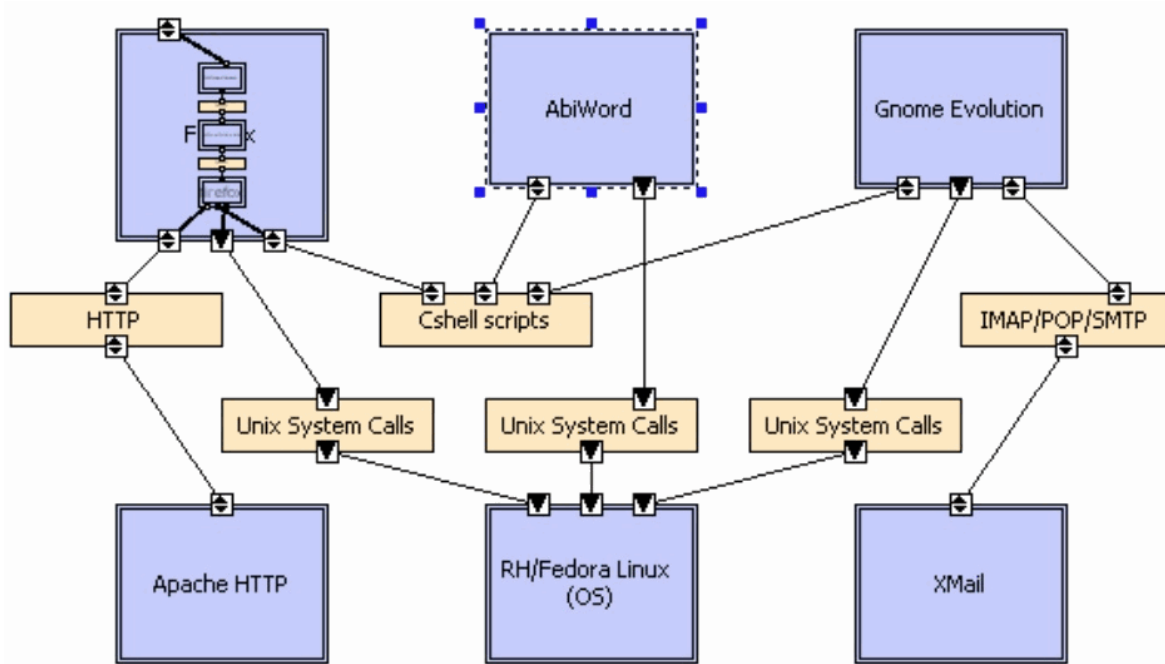 AbiWord
Gnome Evolution
F x
irefox
HTTP
Cshell scripts
IMAP/POP/SMTP
Unix System Calls
Unix System Calls
Unix System Calls
Apache HTTP
RH/Fedora Linux
(OS)
XMail